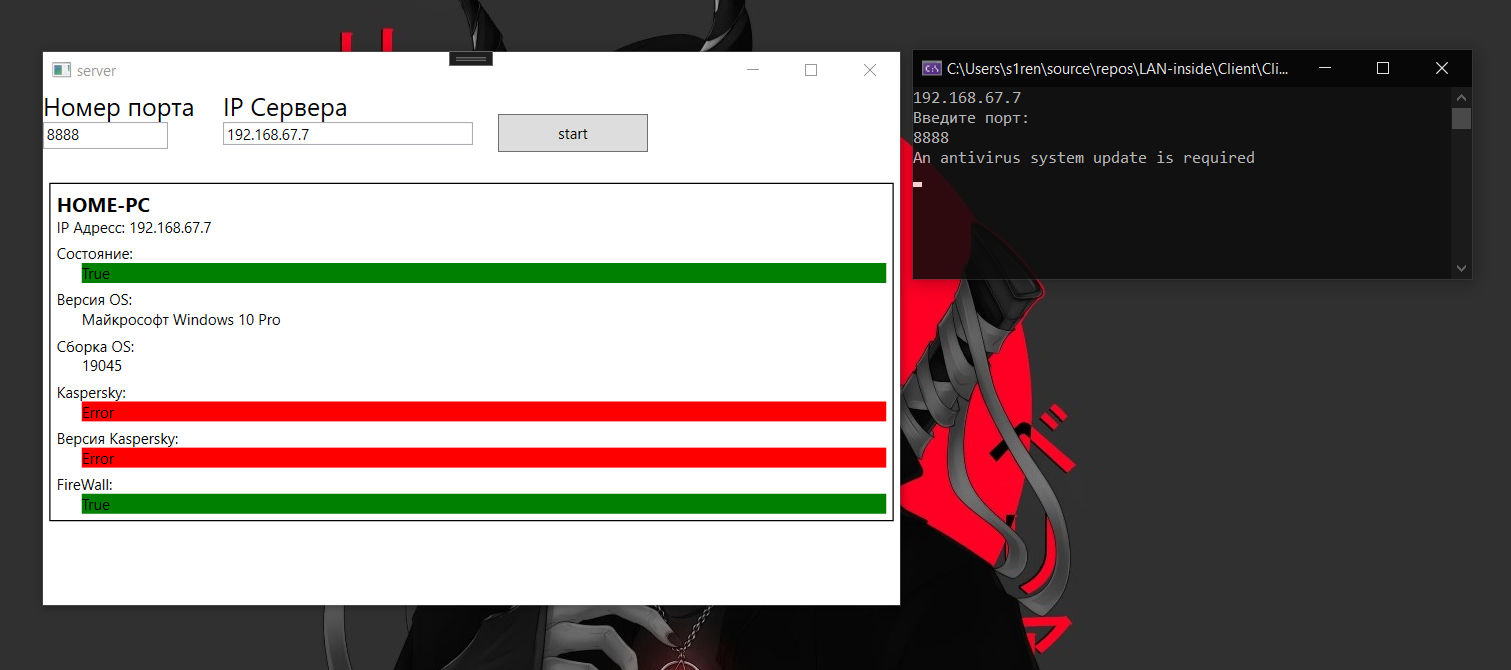 server
Номер порта
IP Сервера
8888
192.168.67.7
start
HOME-PC
IP Адресс: 192.168.67.7
Состояние:
True
Версия OS:
Майкрософт Windows 10 Pro
Сборка OS:
19045
Kaspersky:
Error
Версия Kaspersky:
Error
FireWall:
True
C:\Users\s1ren\source\repos\LAN-inside\Client\Cli...
192.168.67.7
Введите порт:
8888
An antivirus system update is required